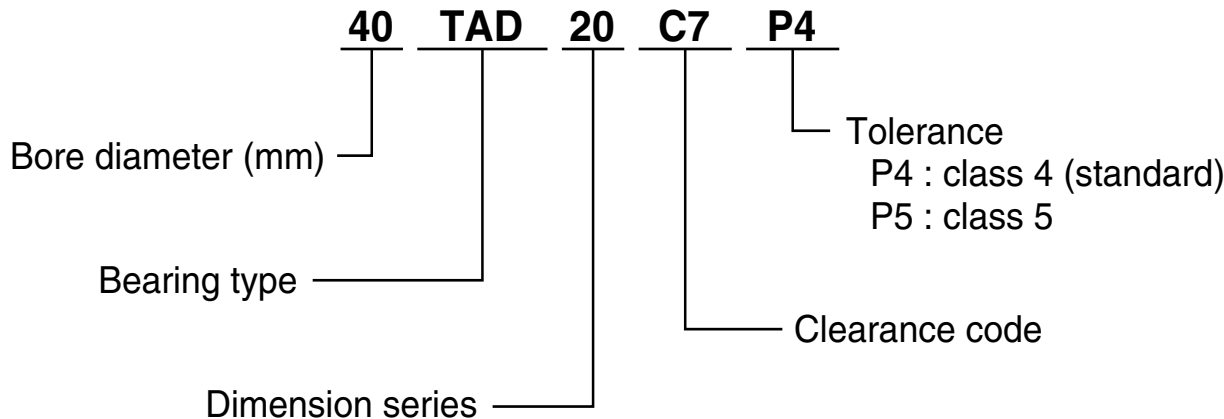 40 TAD 20 C7 P4
Tolerance
Bore diameter (mm)
P4 : class 4 (standard)
P5 : class 5
Bearing type
Clearance code
Dimension series